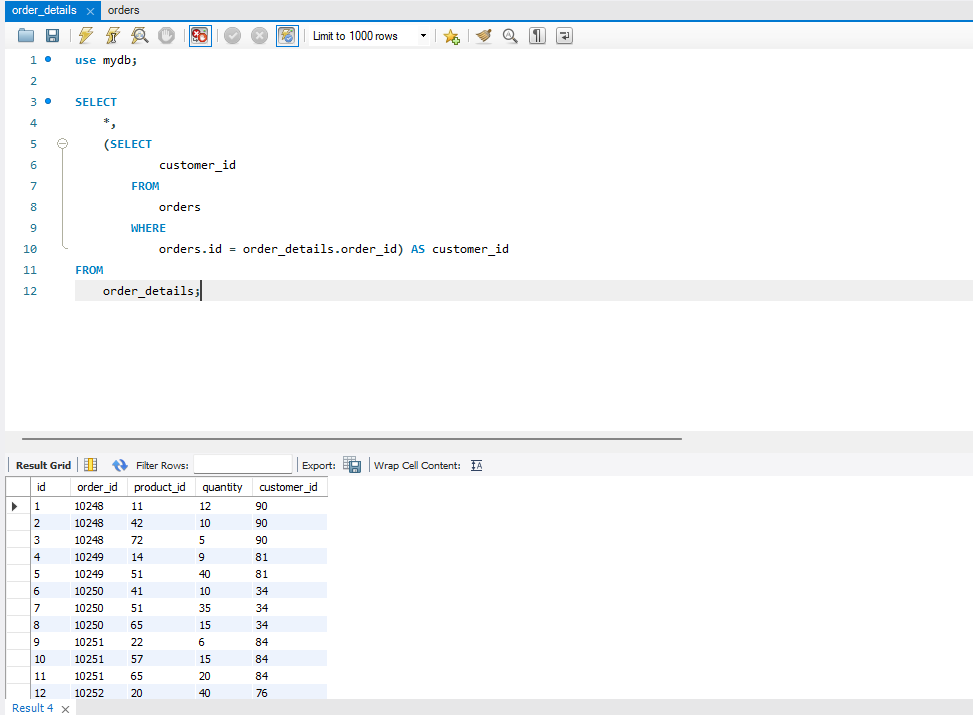 order_details × orders
Limit to 1000 rows
1 use mydb;
2
3 SELECT
4 *,
5 (SELECT
6 customer_id
7 FROM
8 orders
9 WHERE
10 orders.id = order_details.order_id) AS customer_id
11 FROM
12 order_details;
Result Grid Filter Rows: Export: Wrap Cell Content:
id order_id product_id quantity customer_id
1 10248 11 12 90
2 10248 42 10 90
3 10248 72 5 90
4 10249 14 9 81
5 10249 51 40 81
6 10250 41 10 34
7 10250 51 35 34
8 10250 65 15 34
9 10251 22 6 84
10 10251 57 15 84
11 10251 65 20 84
12 10252 20 40 76
Result 4 ×